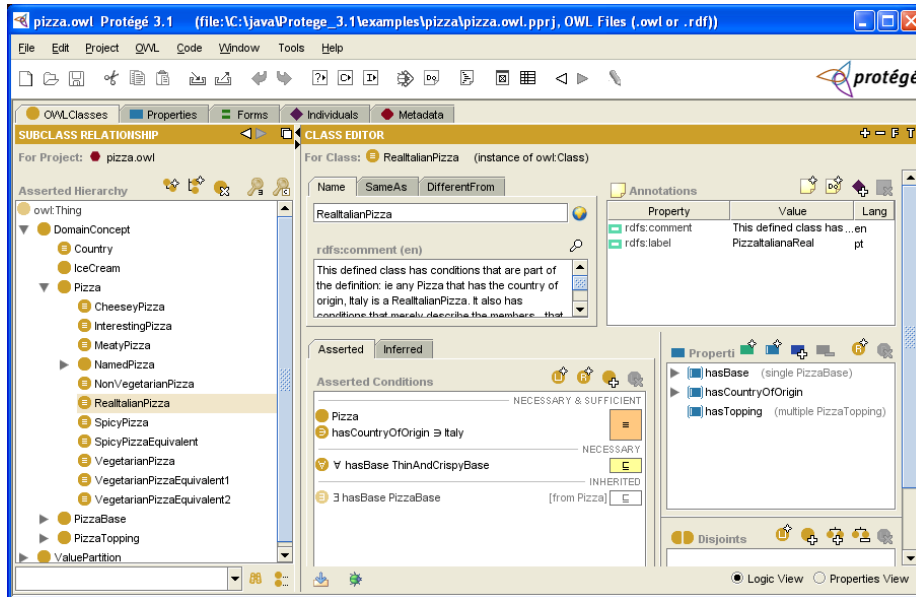 pizza.owl Protégé 3.1 (file:\C:\java\Protege_3.1\examples\pizza\pizza.owl.pprj, OWL Files (.owl or .rdf))
File Edit Project OWL Code Window Tools Help
protégé
OWLClasses Properties Forms Individuals Metadata
SUBCLASS RELATIONSHIP
For Project: pizza.owl
Asserted Hierarchy
owl:Thing
DomainConcept
Country
IceCream
Pizza
CheeseyPizza
InterestingPizza
MeatyPizza
NamedPizza
NonVegetarianPizza
RealItalianPizza
SpicyPizza
SpicyPizzaEquivalent
VegetarianPizza
VegetarianPizzaEquivalent1
VegetarianPizzaEquivalent2
PizzaBase
PizzaTopping
ValuePartition
CLASS EDITOR
F T
For Class: RealItalianPizza (instance of owl:Class)
Name SameAs DifferentFrom
RealItalianPizza
rdfs:comment (en)
This defined class has conditions that are part of
the definition: ie any Pizza that has the country of
origin, Italy is a RealItalianPizza. It also has
conditions that merely describe the members - that
Annotations
Property Value Lang
rdfs:comment This defined class has ... en
rdfs:label PizzaItalianaReal pt
Asserted Inferred
Asserted Conditions
NECESSARY & SUFFICIENT
Pizza
hasCountryOfOrigin ∋ Italy
≡
NECESSARY
∀ hasBase ThinAndCrispyBase ⊑
INHERITED
∃ hasBase PizzaBase [from Pizza] ⊑
Properti
hasBase (single PizzaBase)
hasCountryOfOrigin
hasTopping (multiple PizzaTopping)
Disjoints
Logic View Properties View